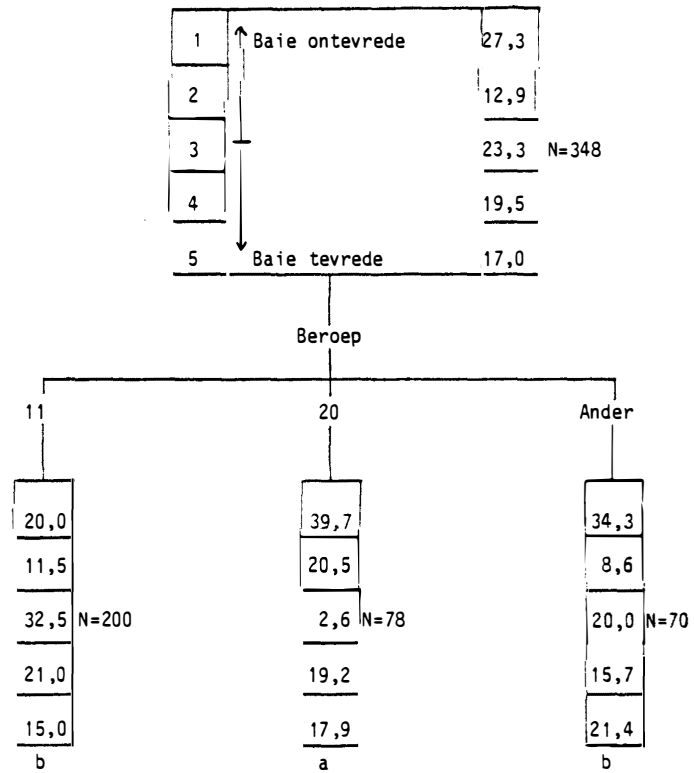 1 Baie ontevrede 27,3
2 12,9
3 23,3 N=348
4 19,5
5 Baie tevrede 17,0
Beroep
11 20 Ander
20,0 39,7 34,3
11,5 20,5 8,6
32,5 N=200 2,6 N=78 20,0 N=70
21,0 19,2 15,7
15,0 17,9 21,4
b a b